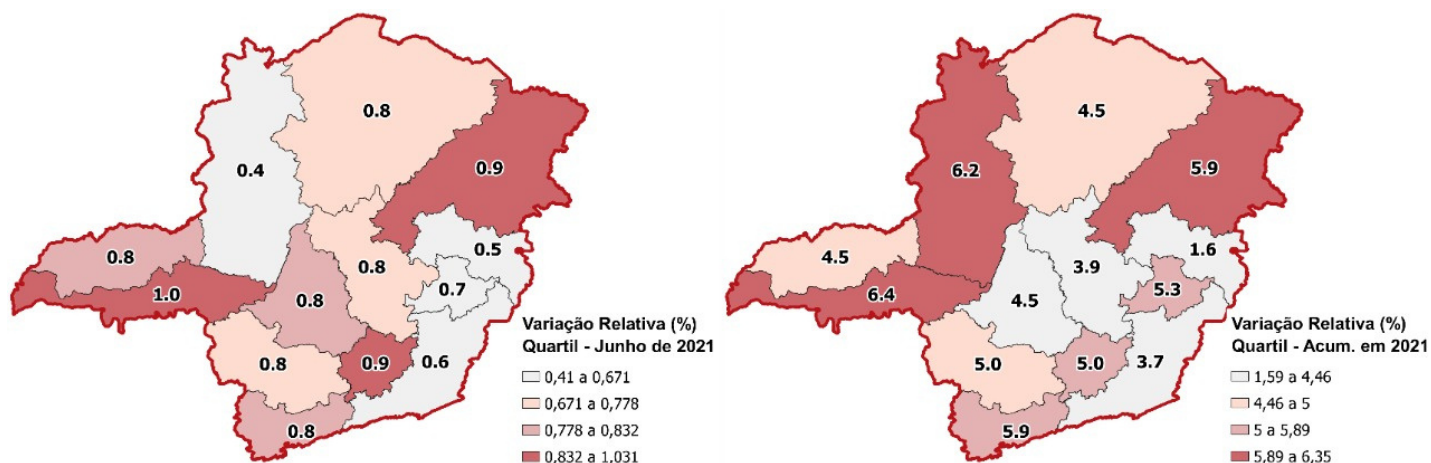 0.8
0.4
0.9
0.5
0.8
0.8
0.7
1.0
0.8
0.6
0.8
0.9
0.8
Variação Relativa (%)
Quartil - Junho de 2021
0,41 a 0,671
0,671 a 0,778
0,778 a 0,832
0,832 a 1,031
4.5
6.2
5.9
1.6
4.5
3.9
5.3
6.4
4.5
3.7
5.0
5.0
5.9
Variação Relativa (%)
Quartil - Acum. em 2021
1,59 a 4,46
4,46 a 5
5 a 5,89
5,89 a 6,35